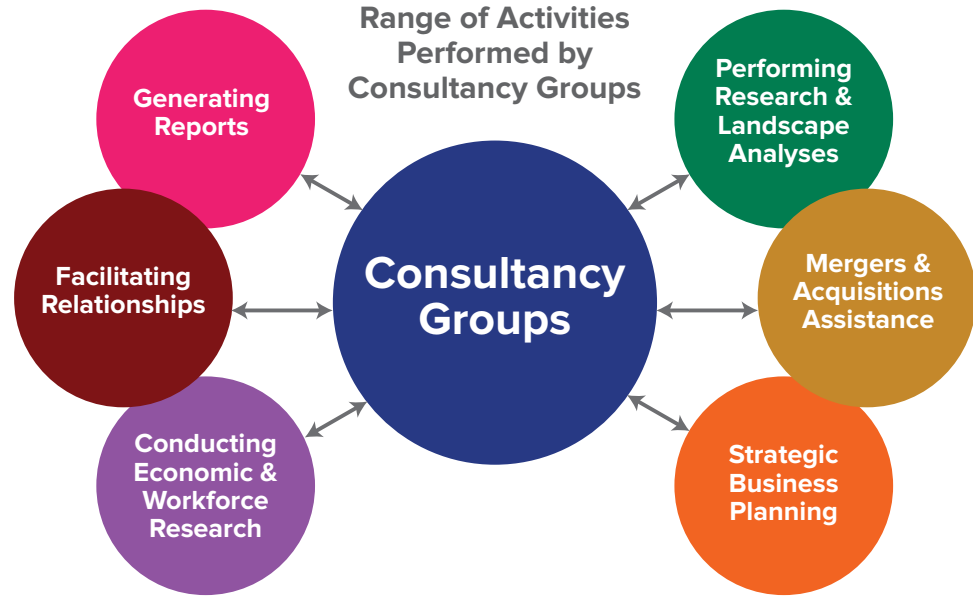 Range of Activities
Performed by
Consultancy Groups
Generating
Reports
Performing
Research &
Landscape
Analyses
Facilitating
Relationships
Consultancy
Groups
Mergers &
Acquisitions
Assistance
Conducting
Economic &
Workforce
Research
Strategic
Business
Planning